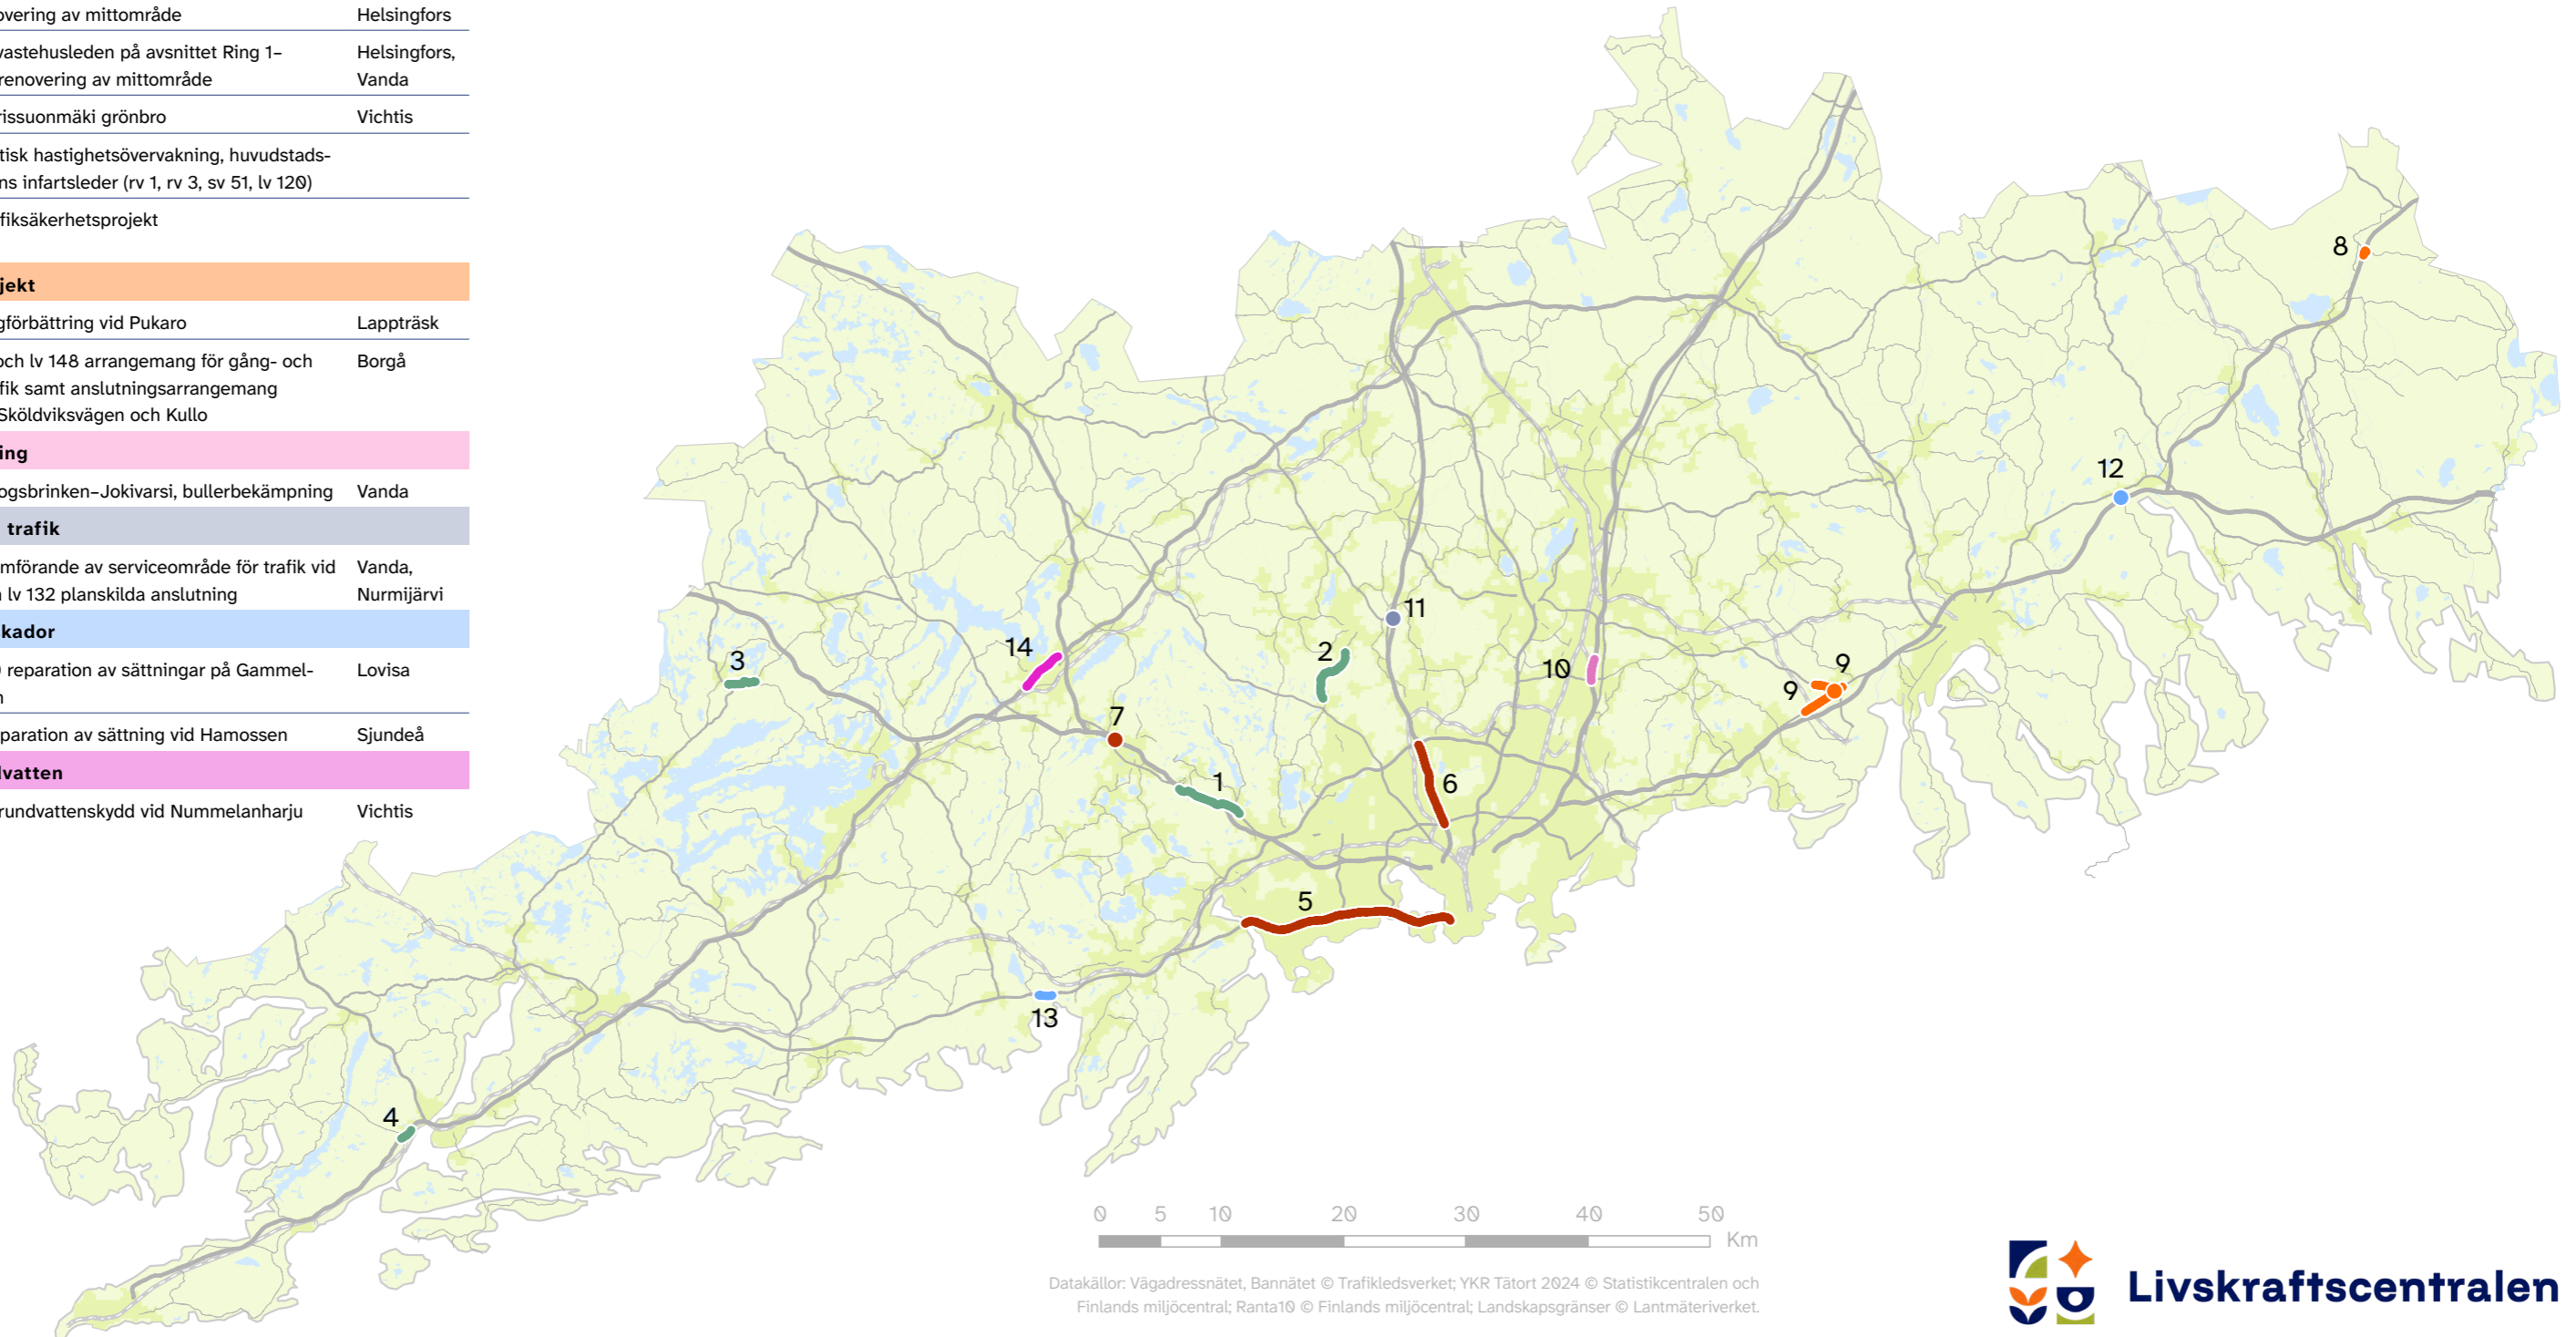 overing av mittområde Helsingfors
vastehusleden på avsnittet Ring 1– Helsingfors,
renovering av mittområde Vanda
rissuonmäki grönbro Vichtis
tisk hastighetsövervakning, huvudstads-
ns infartsleder (rv 1, rv 3, sv 51, lv 120)
fiksäkerhetsprojekt
jekt
gförbättring vid Pukaro Lappträsk
och lv 148 arrangemang för gång- och Borgå
fik samt anslutningsarrangemang
Sköldviksvägen och Kullo
ing
ogsbrinken–Jokivarsi, bullerbekämpning Vanda
trafik
mförande av serviceområde för trafik vid Vanda,
lv 132 planskilda anslutning Nurmijärvi
kador
reparation av sättningar på Gammel- Lovisa
n
paration av sättning vid Hamossen Sjundeå
lvatten
rundvattenskydd vid Nummelanharju Vichtis
8
12
11
2
14
3
10
9
9
7
1
6
5
13
4
0 5 10 20 30 40 50
Km
Datakällor: Vägadressnätet, Bannätet © Trafikledsverket; YKR Tätort 2024 © Statistikcentralen och
Finlands miljöcentral; Ranta10 © Finlands miljöcentral; Landskapsgränser © Lantmäteriverket.
Livskraftscentralen